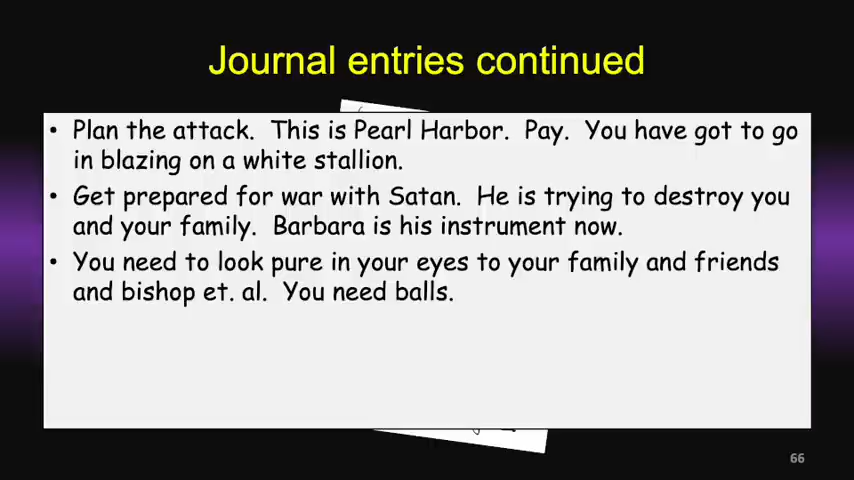 Journal entries continued
• Plan the attack.  This is Pearl Harbor.  Pay.  You have got to go
in blazing on a white stallion.
• Get prepared for war with Satan.  He is trying to destroy you
and your family.  Barbara is his instrument now.
• You need to look pure in your eyes to your family and friends
and bishop et. al.  You need balls.
66